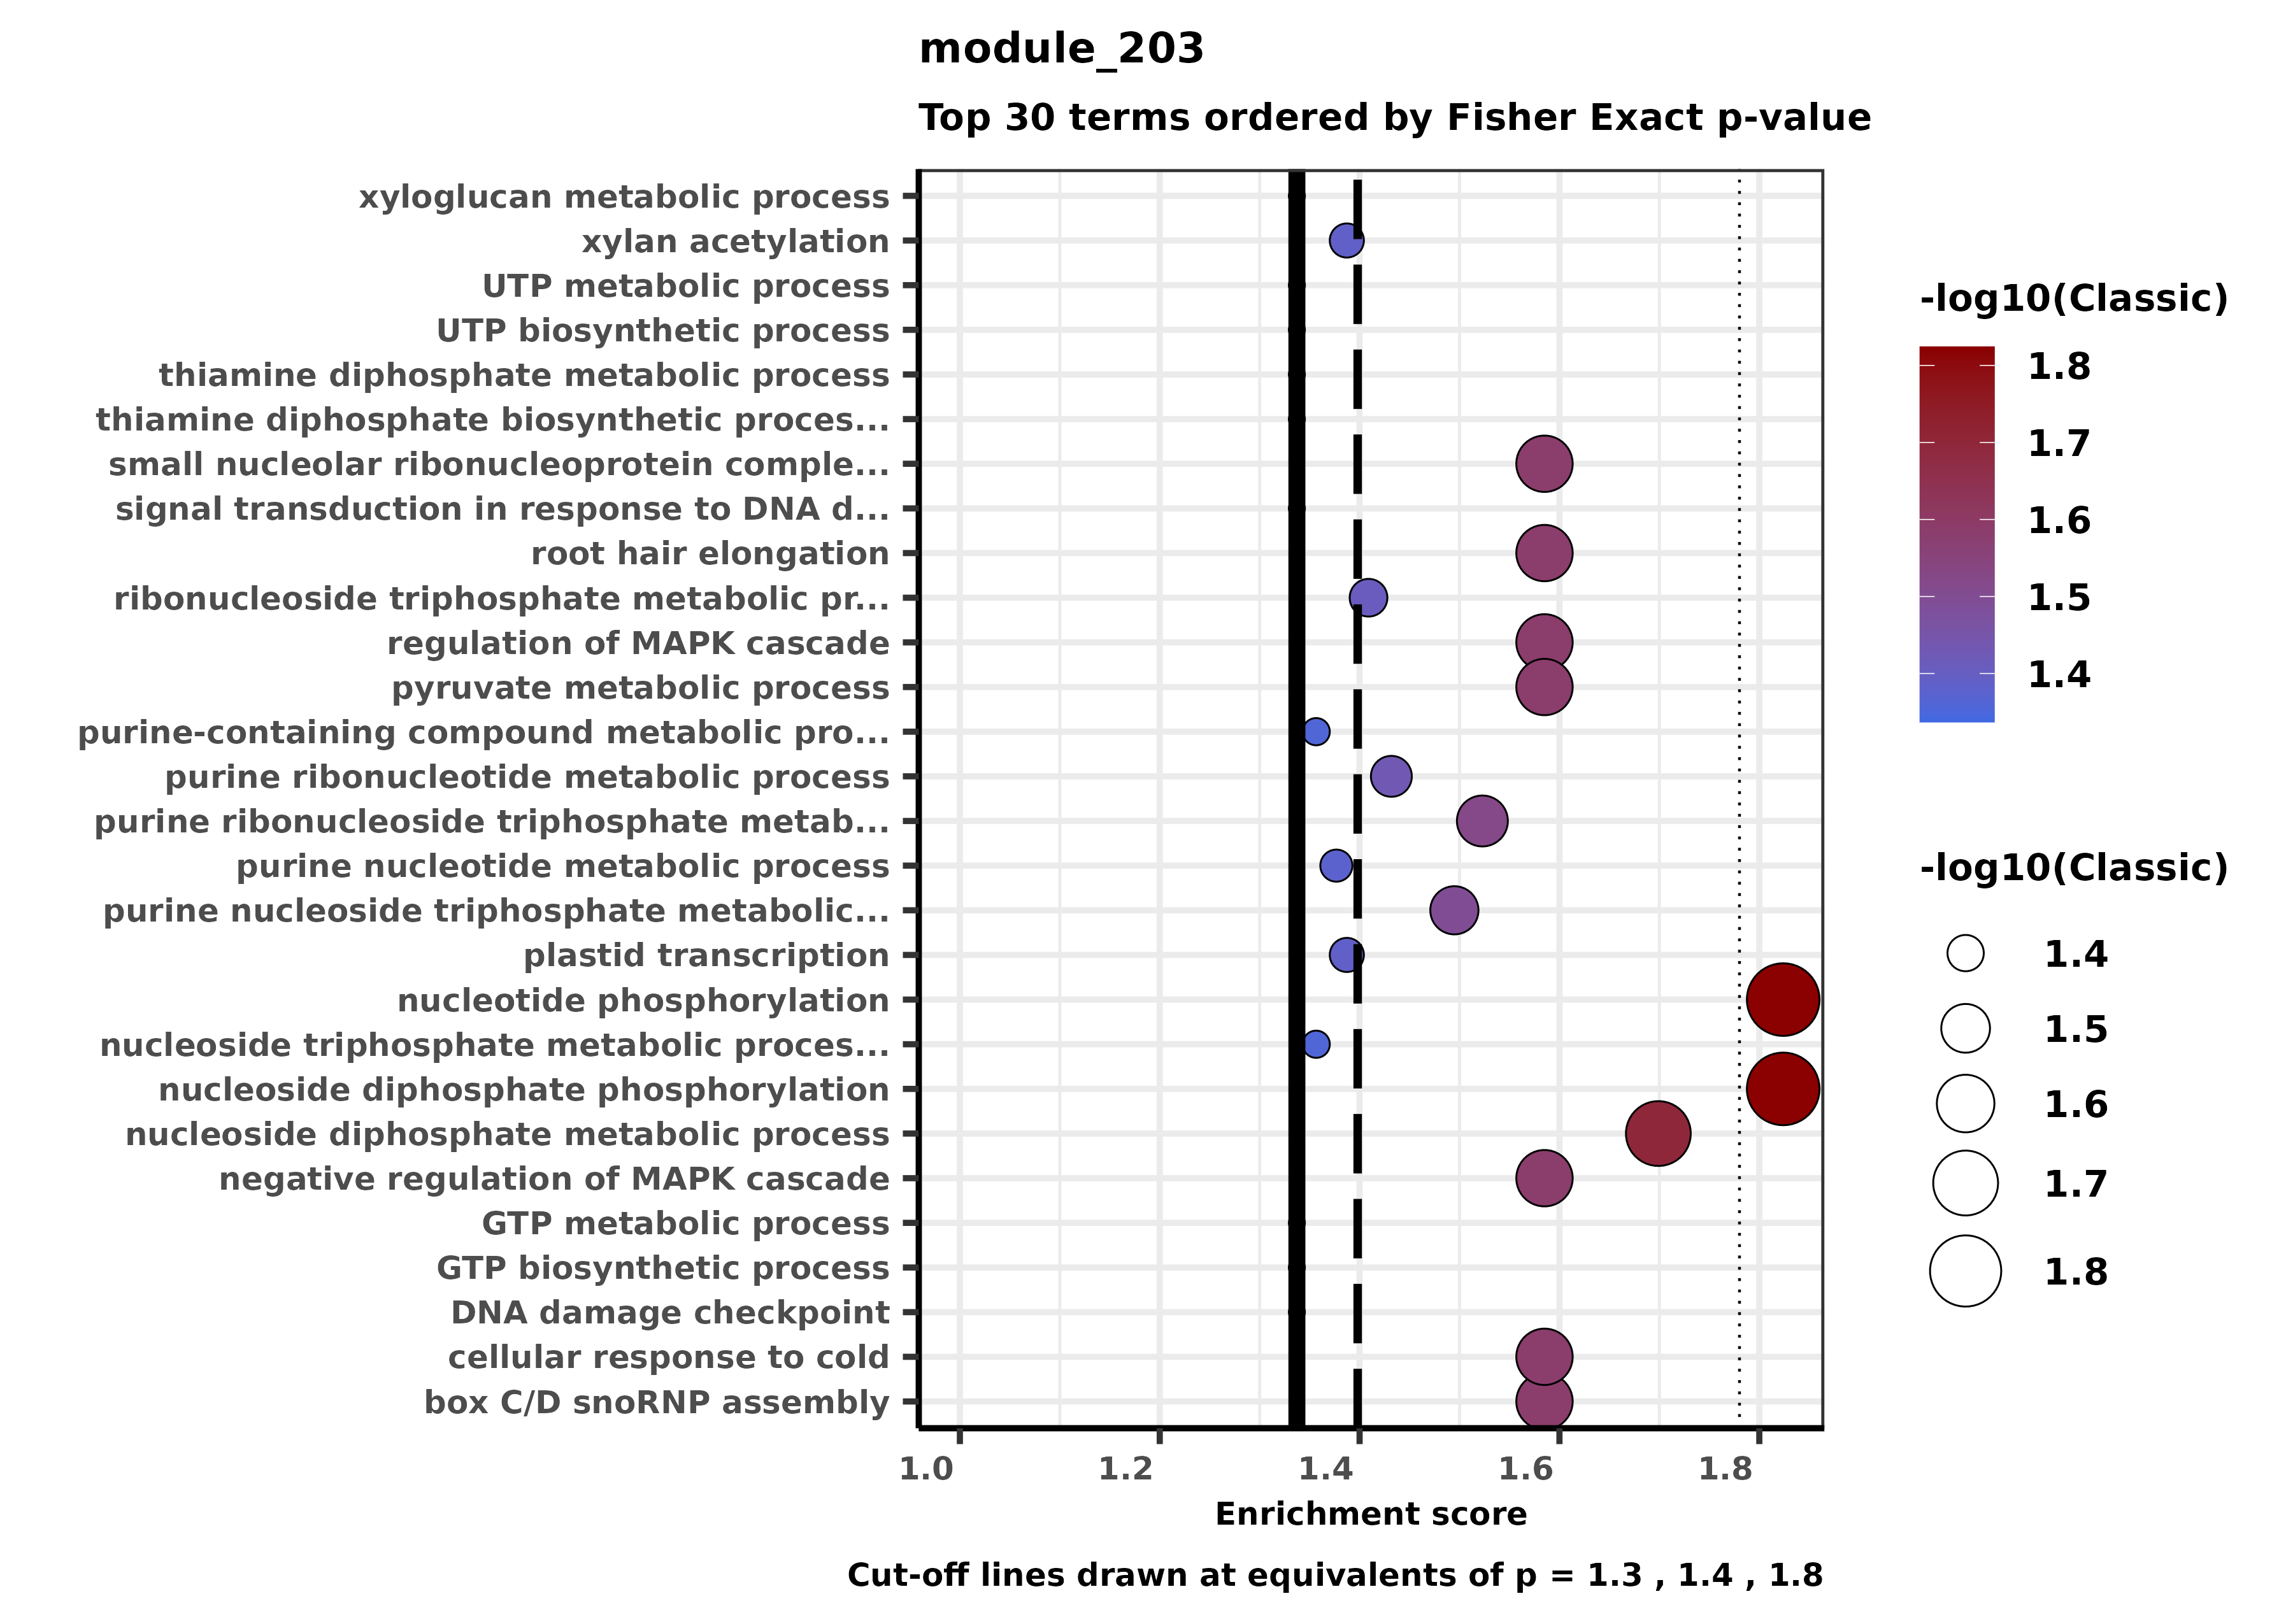 module_203
Top 30 terms ordered by Fisher Exact p-value
xyloglucan metabolic process
xylan acetylation
UTP metabolic process
UTP biosynthetic process
thiamine diphosphate metabolic process
thiamine diphosphate biosynthetic proces...
small nucleolar ribonucleoprotein comple...
signal transduction in response to DNA d...
root hair elongation
ribonucleoside triphosphate metabolic pr...
regulation of MAPK cascade
pyruvate metabolic process
purine-containing compound metabolic pro...
purine ribonucleotide metabolic process
purine ribonucleoside triphosphate metab...
purine nucleotide metabolic process
purine nucleoside triphosphate metabolic...
plastid transcription
nucleotide phosphorylation
nucleoside triphosphate metabolic proces...
nucleoside diphosphate phosphorylation
nucleoside diphosphate metabolic process
negative regulation of MAPK cascade
GTP metabolic process
GTP biosynthetic process
DNA damage checkpoint
cellular response to cold
box C/D snoRNP assembly
1.0 1.2 1.4 1.6 1.8
Enrichment score
Cut-off lines drawn at equivalents of p = 1.3 , 1.4 , 1.8
-log10(Classic)
1.8
1.7
1.6
1.5
1.4
-log10(Classic)
1.4
1.5
1.6
1.7
1.8